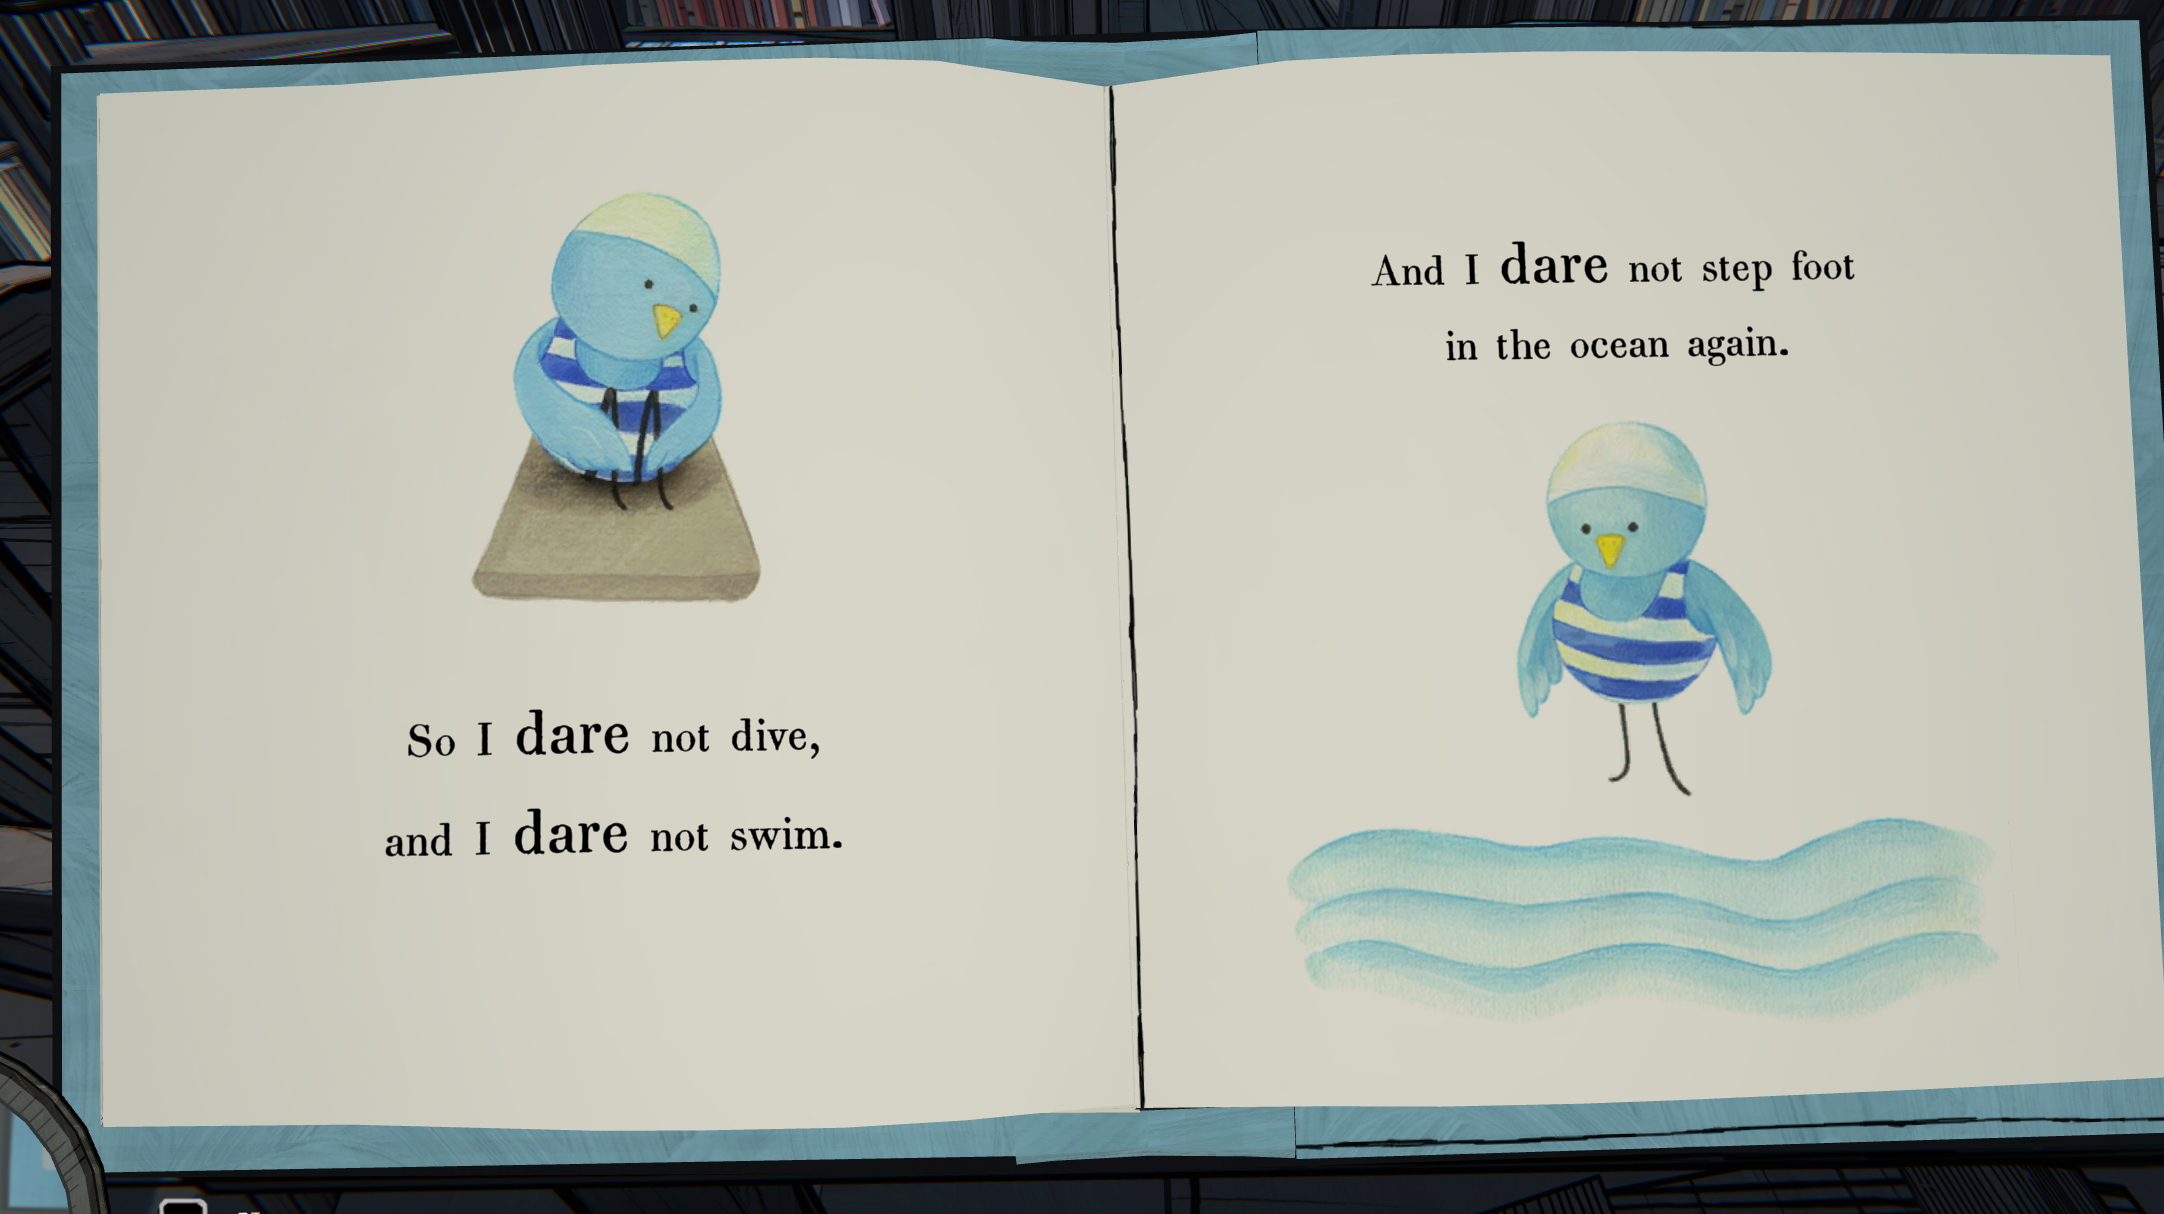 So I dare not dive,
and I dare not swim.
And I dare not step foot
in the ocean again.